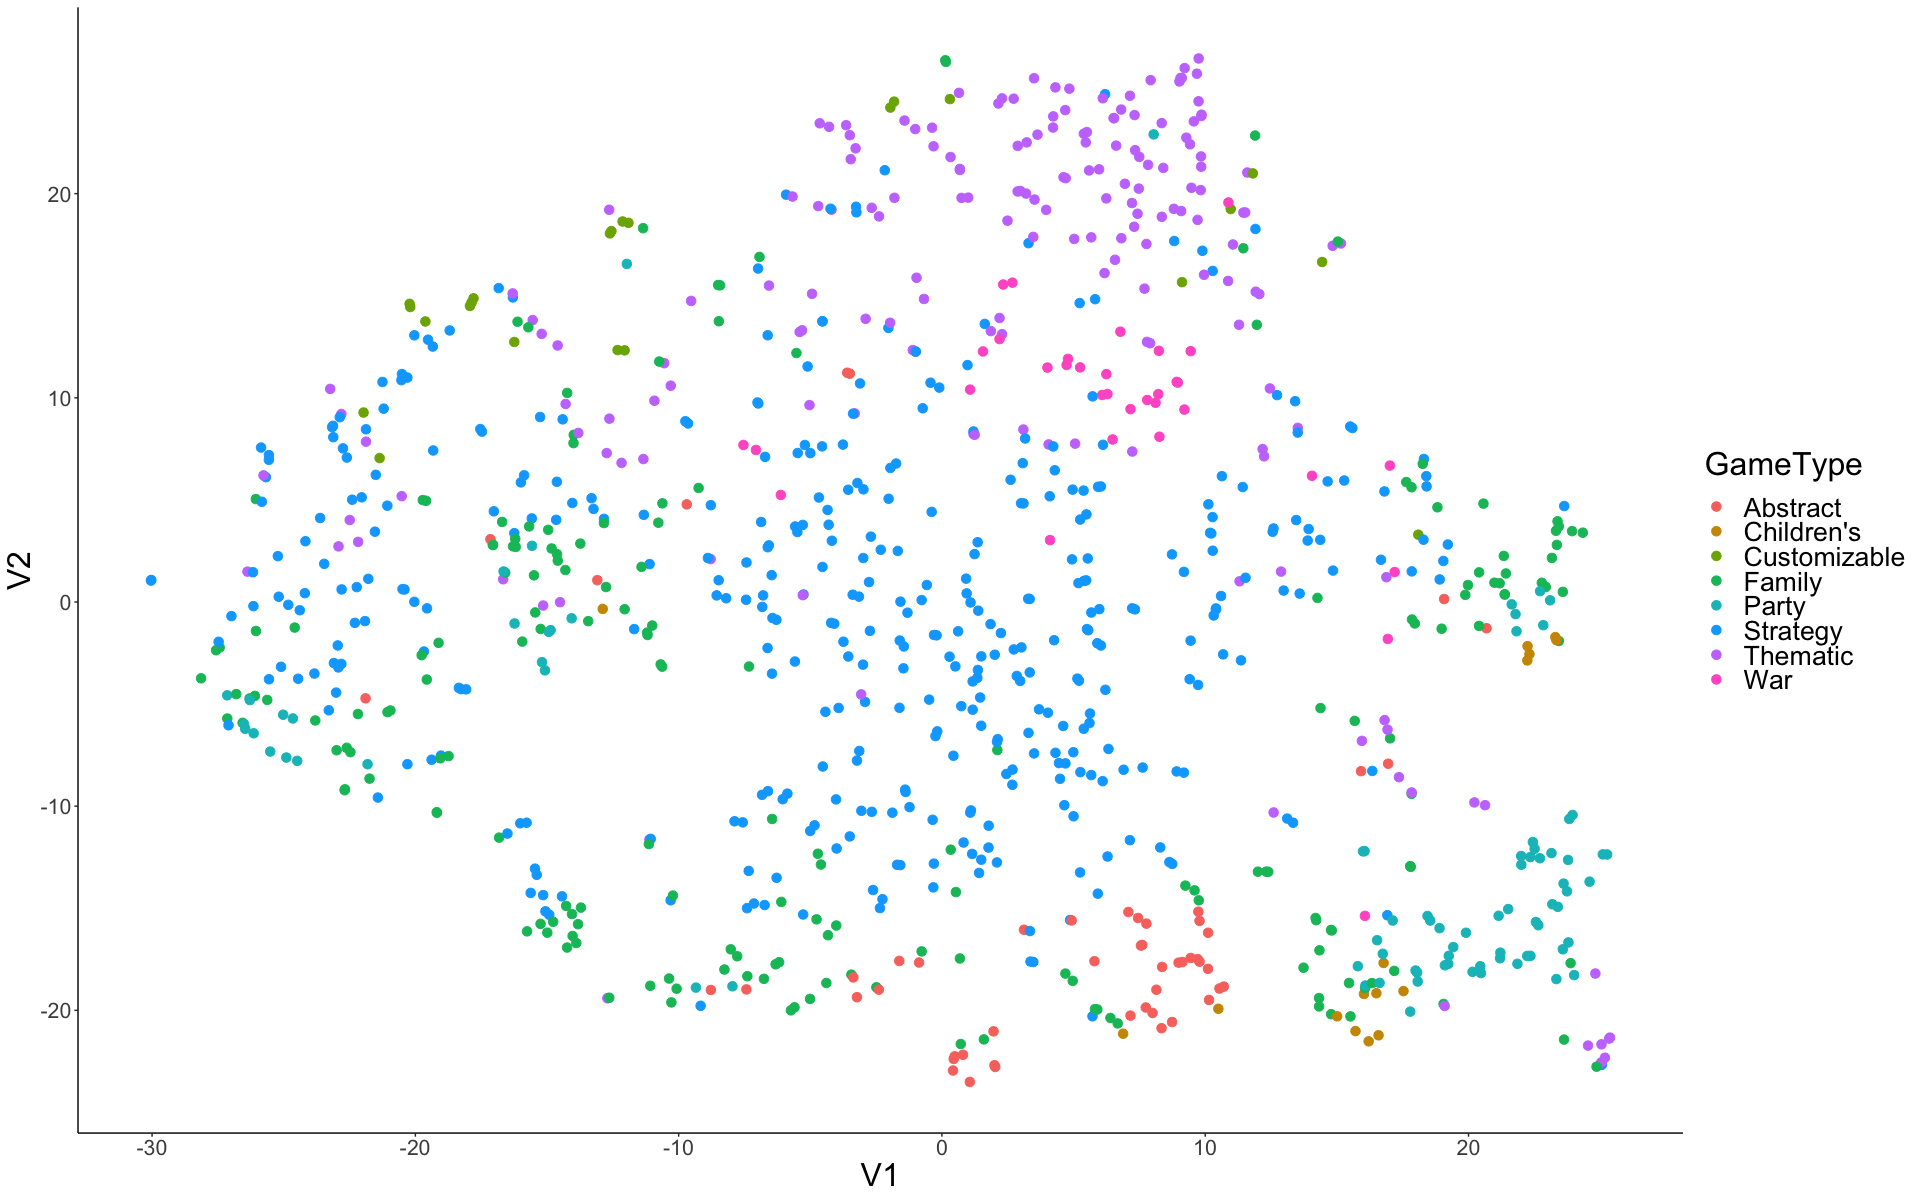 V2
20
10
0
-10
-20
-30
-20
-10
0
10
20
V1
GameType
Abstract
Children's
Customizable
Family
Party
Strategy
Thematic
War